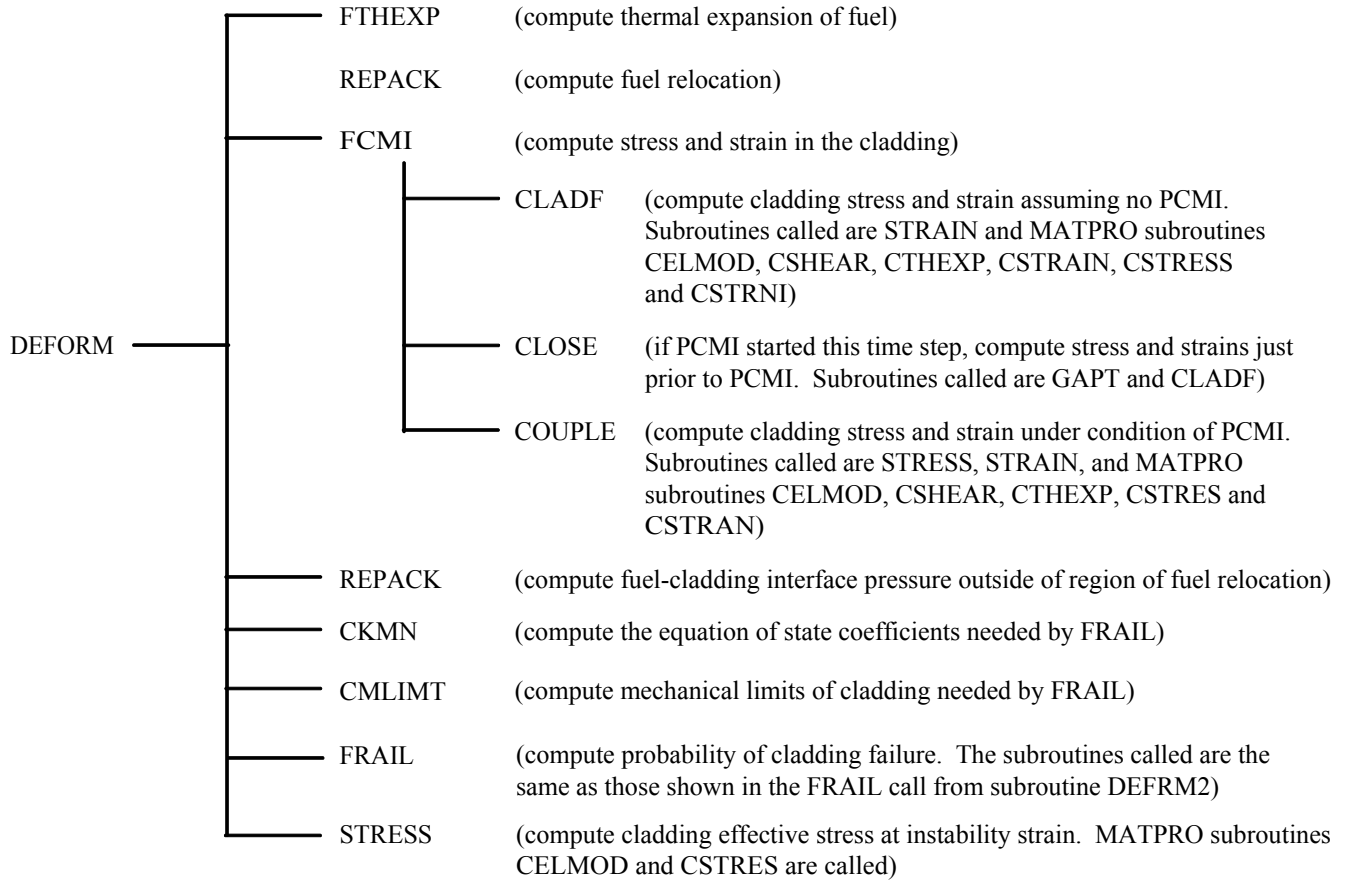 FTHEXP (compute thermal expansion of fuel)
REPACK (compute fuel relocation)
FCMI (compute stress and strain in the cladding)
CLADF (compute cladding stress and strain assuming no PCMI.
Subroutines called are STRAIN and MATPRO subroutines
CELMOD, CSHEAR, CTHEXP, CSTRAIN, CSTRESS
and CSTRNI)
DEFORM
CLOSE (if PCMI started this time step, compute stress and strains just
prior to PCMI. Subroutines called are GAPT and CLADF)
COUPLE (compute cladding stress and strain under condition of PCMI.
Subroutines called are STRESS, STRAIN, and MATPRO
subroutines CELMOD, CSHEAR, CTHEXP, CSTRES and
CSTRAN)
REPACK (compute fuel-cladding interface pressure outside of region of fuel relocation)
CKMN (compute the equation of state coefficients needed by FRAIL)
CMLIMT (compute mechanical limits of cladding needed by FRAIL)
FRAIL (compute probability of cladding failure. The subroutines called are the
same as those shown in the FRAIL call from subroutine DEFRM2)
STRESS (compute cladding effective stress at instability strain. MATPRO subroutines
CELMOD and CSTRES are called)